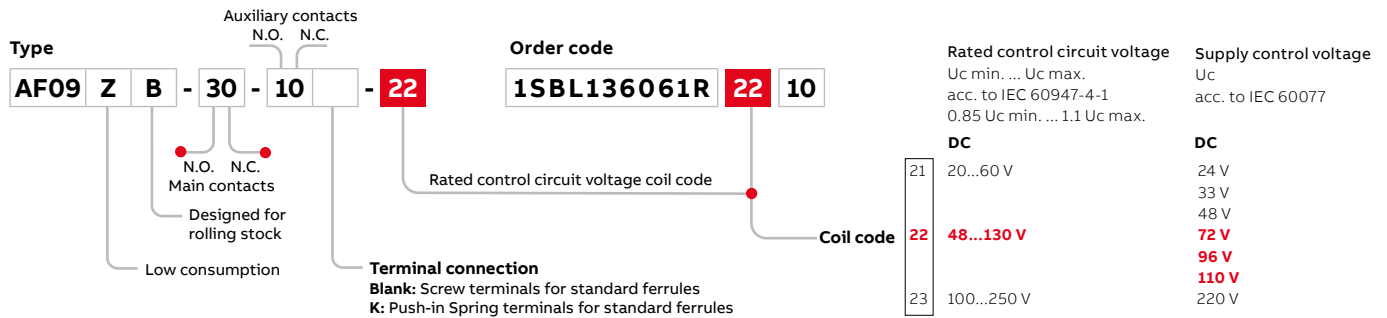 Auxiliary contacts
N.O. N.C.
Type
AF09 Z B - 30 - 10 - 22
N.O. N.C.
Main contacts
Designed for
rolling stock
Low consumption
Rated control circuit voltage coil code
Terminal connection
Blank: Screw terminals for standard ferrules
K: Push-in Spring terminals for standard ferrules
Order code
1SBL136061R 22 10
Coil code
Rated control circuit voltage
Uc min. ... Uc max.
acc. to IEC 60947-4-1
0.85 Uc min. ... 1.1 Uc max.
Supply control voltage
Uc
acc. to IEC 60077
DC DC
21 20...60 V 24 V
33 V
48 V
22 48...130 V 72 V
96 V
110 V
23 100...250 V 220 V